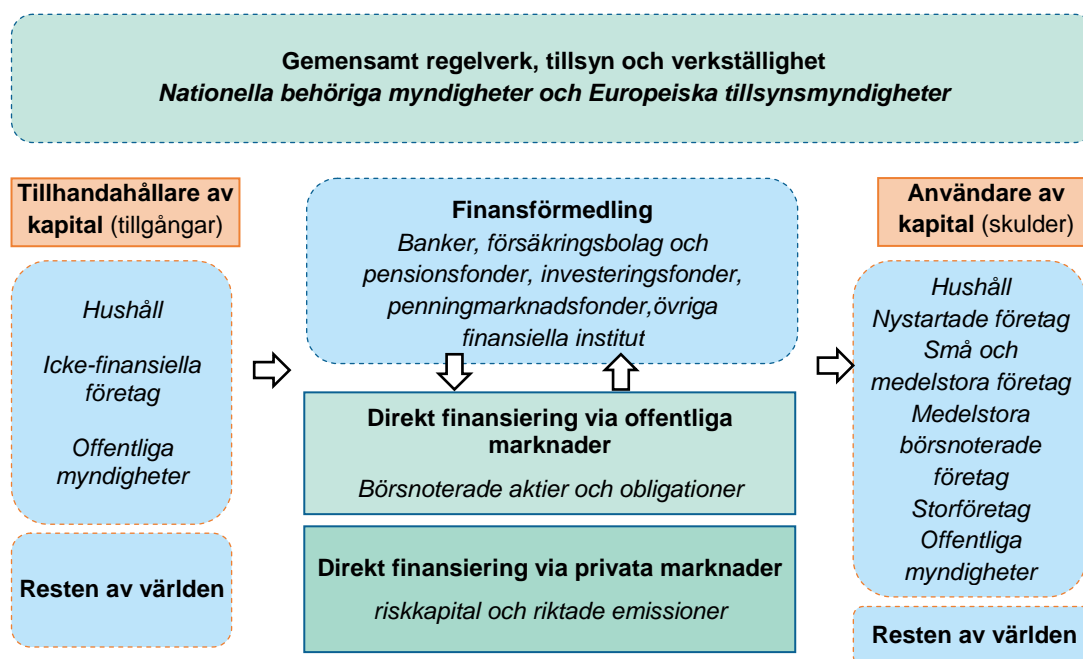 Gemensamt regelverk, tillsyn och verkställighet
Nationella behöriga myndigheter och Europeiska tillsynsmyndigheter
Tillhandahållare av
kapital (tillgångar)
Hushåll
Icke-finansiella
företag
Offentliga
myndigheter
Resten av världen
Finansförmedling
Banker, försäkringsbolag och
pensionsfonder, investeringsfonder,
penningmarknadsfonder,övriga
finansiella institut
Direkt finansiering via offentliga
marknader
Börsnoterade aktier och obligationer
Direkt finansiering via privata marknader
riskkapital och riktade emissioner
Användare av
kapital (skulder)
Hushåll
Nystartade företag
Små och
medelstora företag
Medelstora
börsnoterade
företag
Storföretag
Offentliga
myndigheter
Resten av världen